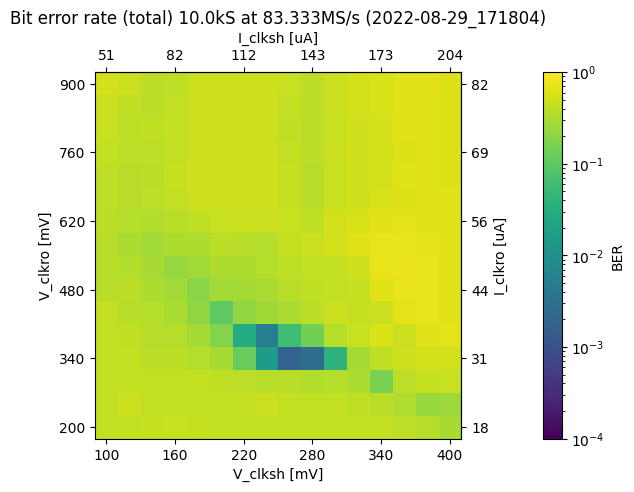 Bit error rate (total) 10.0kS at 83.333MS/s (2022-08-29_171804)
I_clksh [uA]
51 82 112 143 173 204
900 760 620 480 340 200
V_clkro [mV]
82 69 56 44 31 18
I_clkro [uA]
100 160 220 280 340 400
V_clksh [mV]
10^0
10^-1
10^-2
10^-3
10^-4
BER